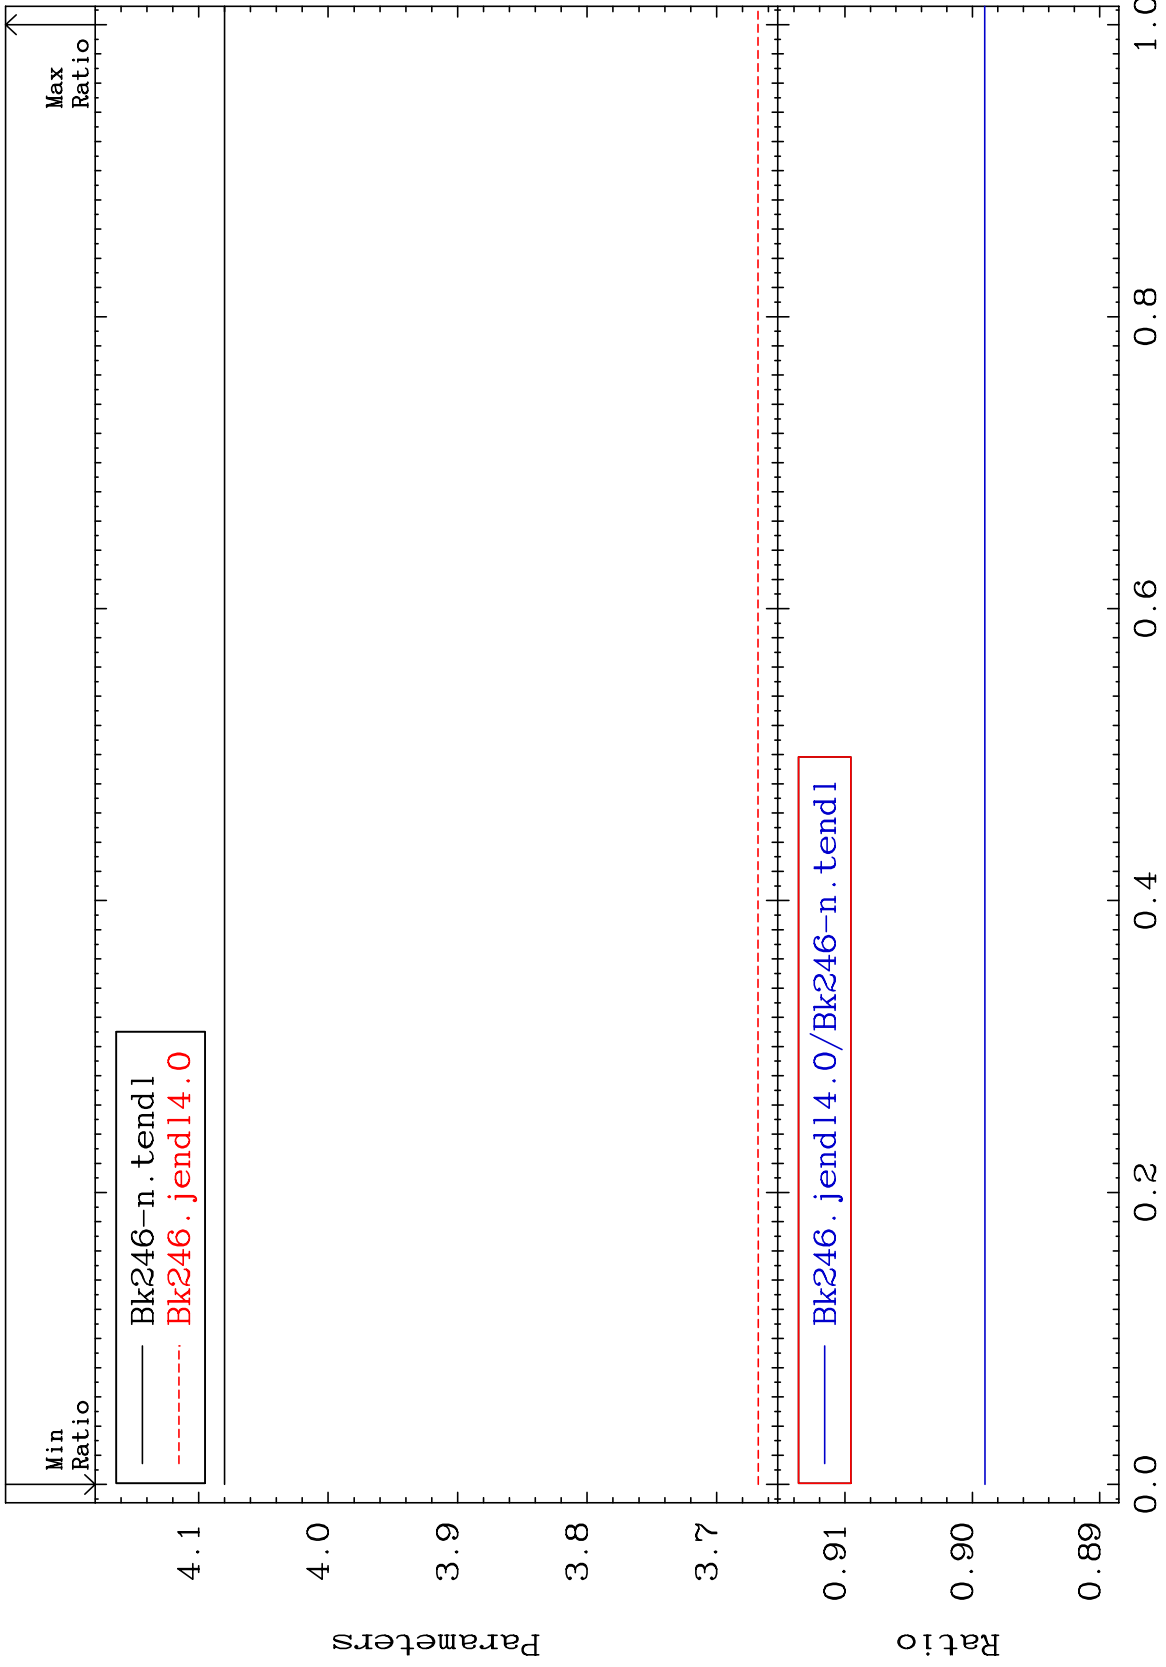 Min
Ratio
Max
Ratio
Bk246-n.tendl
Bk246.jendl4.0
4.1
4.0
3.9
3.8
3.7
Parameters
Bk246.jendl4.0/Bk246-n.tendl
0.91
0.90
0.89
Ratio
0.0
0.2
0.4
0.6
0.8
1.0